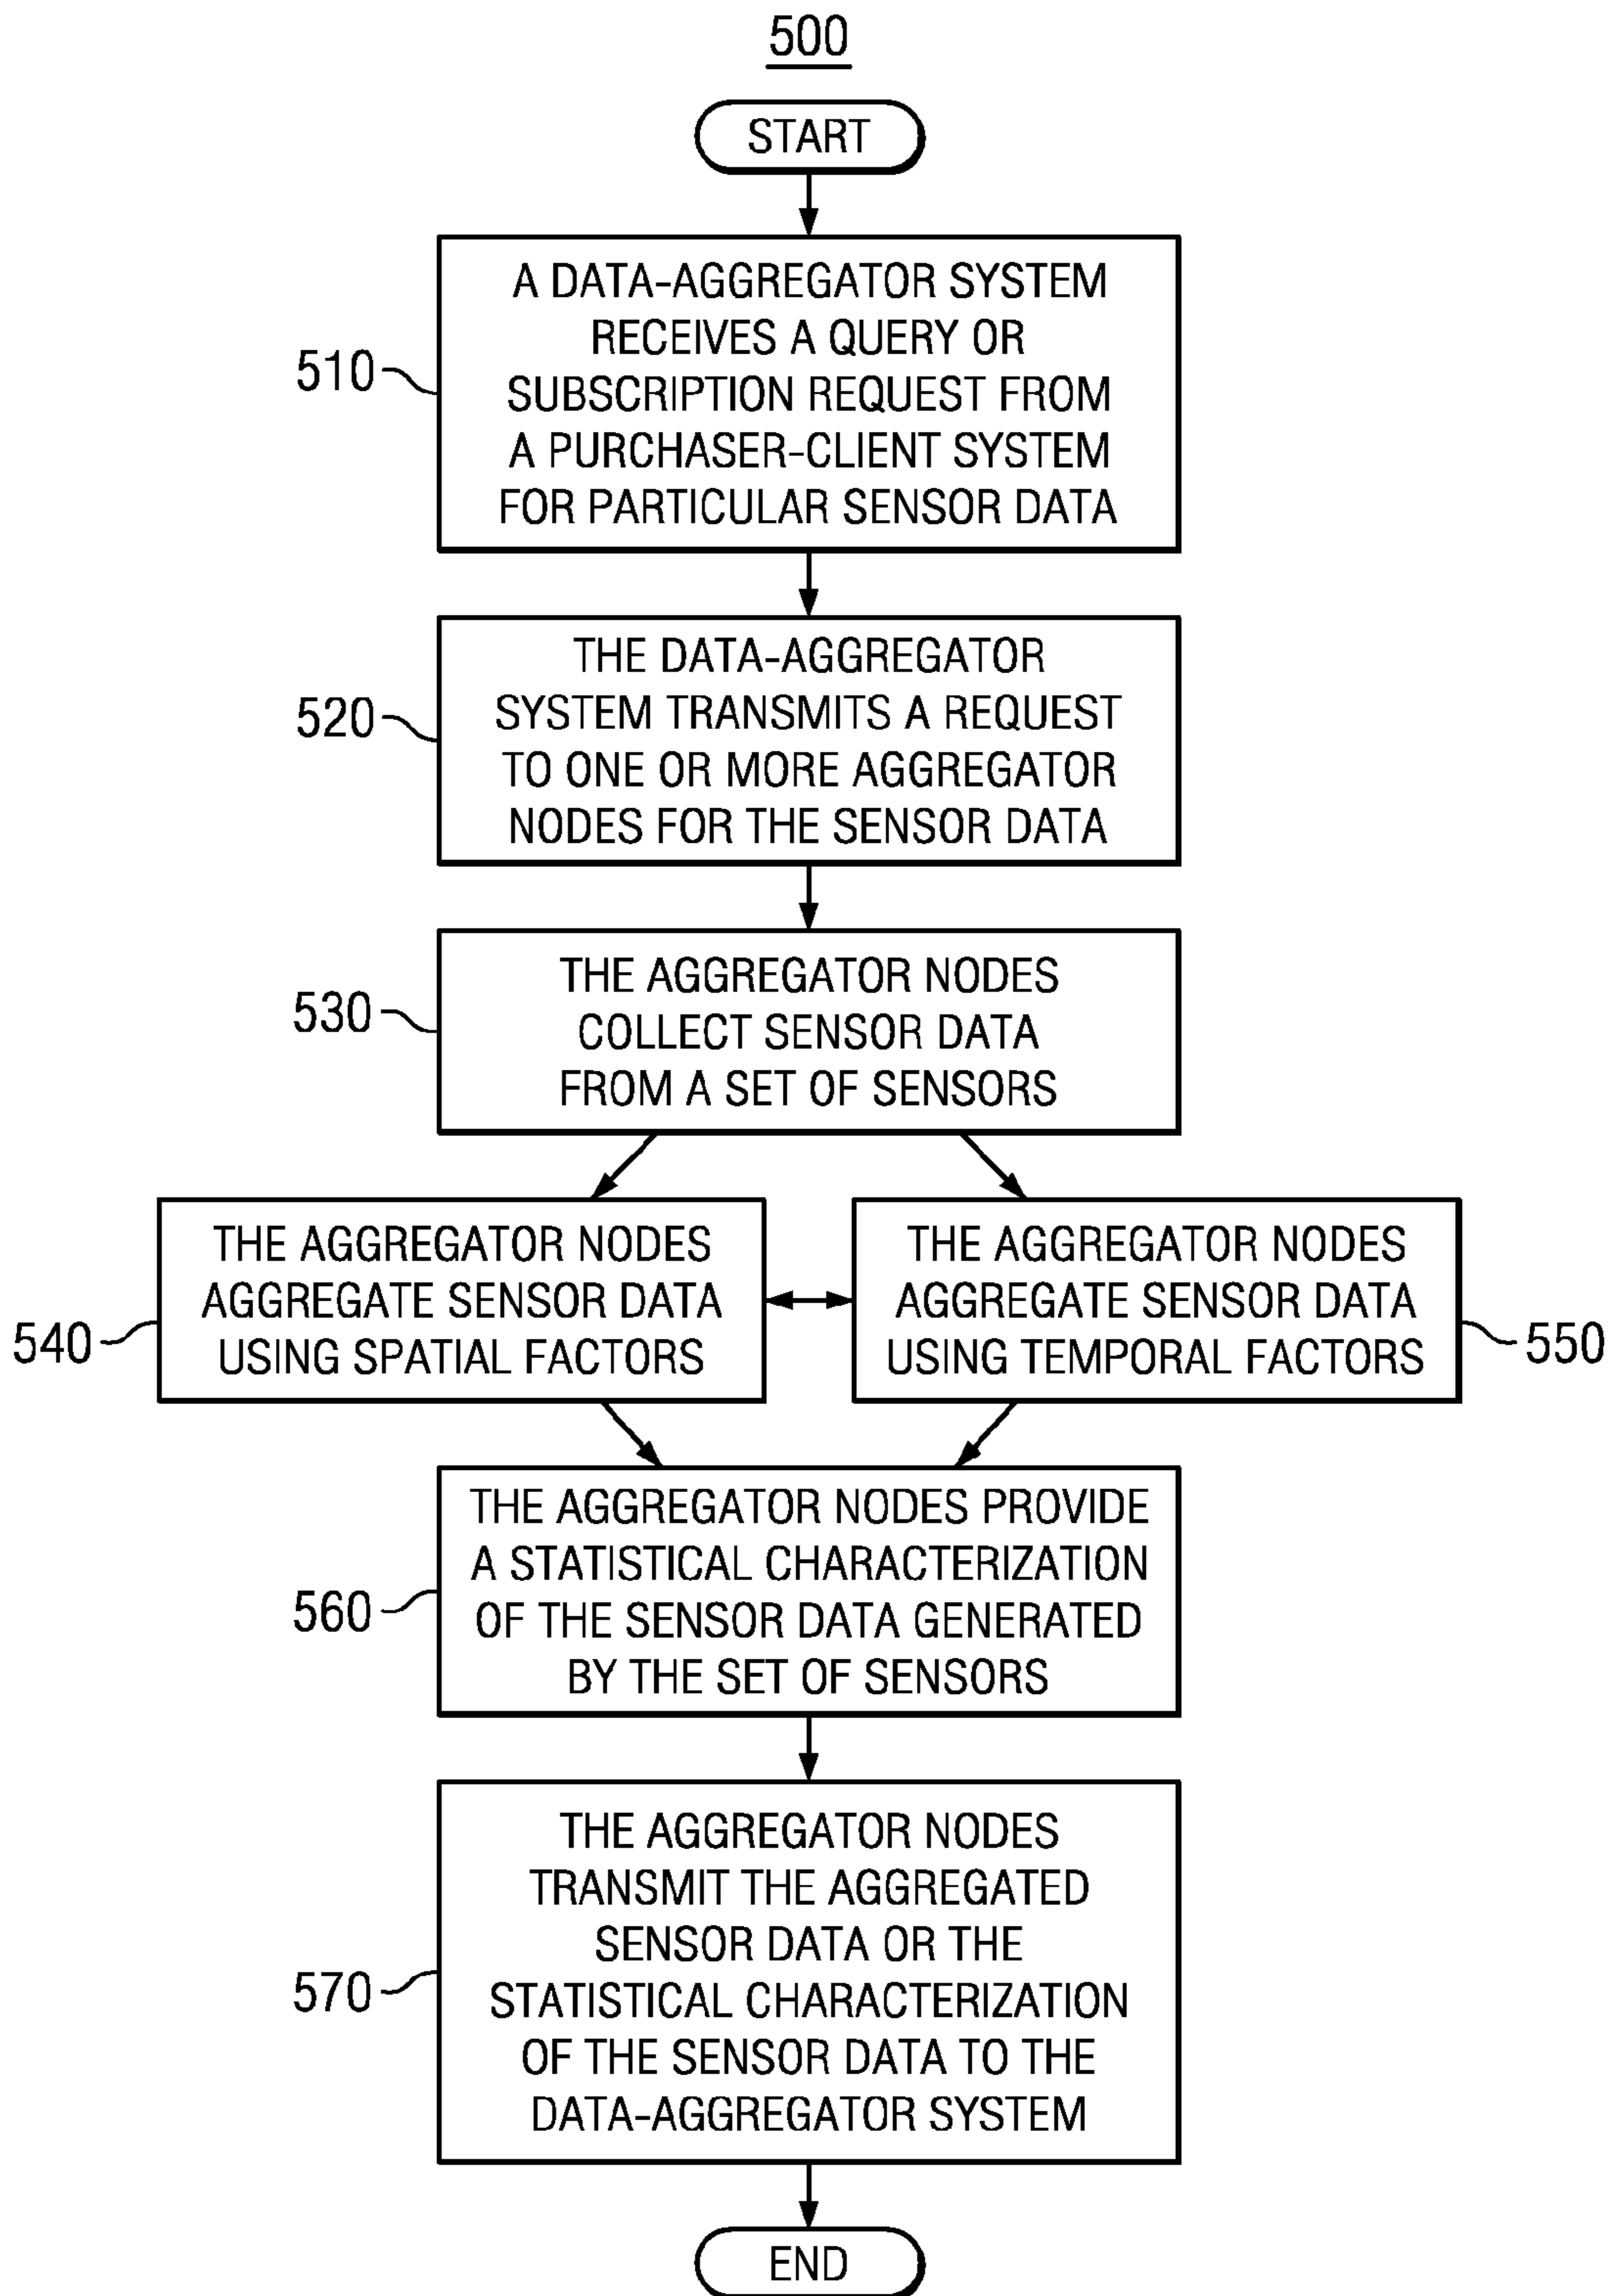 500
START
510
A DATA-AGGREGATOR SYSTEM
RECEIVES A QUERY OR
SUBSCRIPTION REQUEST FROM
A PURCHASER-CLIENT SYSTEM
FOR PARTICULAR SENSOR DATA
520
THE DATA-AGGREGATOR
SYSTEM TRANSMITS A REQUEST
TO ONE OR MORE AGGREGATOR
NODES FOR THE SENSOR DATA
530
THE AGGREGATOR NODES
COLLECT SENSOR DATA
FROM A SET OF SENSORS
540
THE AGGREGATOR NODES
AGGREGATE SENSOR DATA
USING SPATIAL FACTORS
THE AGGREGATOR NODES
AGGREGATE SENSOR DATA
USING TEMPORAL FACTORS
550
560
THE AGGREGATOR NODES PROVIDE
A STATISTICAL CHARACTERIZATION
OF THE SENSOR DATA GENERATED
BY THE SET OF SENSORS
570
THE AGGREGATOR NODES
TRANSMIT THE AGGREGATED
SENSOR DATA OR THE
STATISTICAL CHARACTERIZATION
OF THE SENSOR DATA TO THE
DATA-AGGREGATOR SYSTEM
END